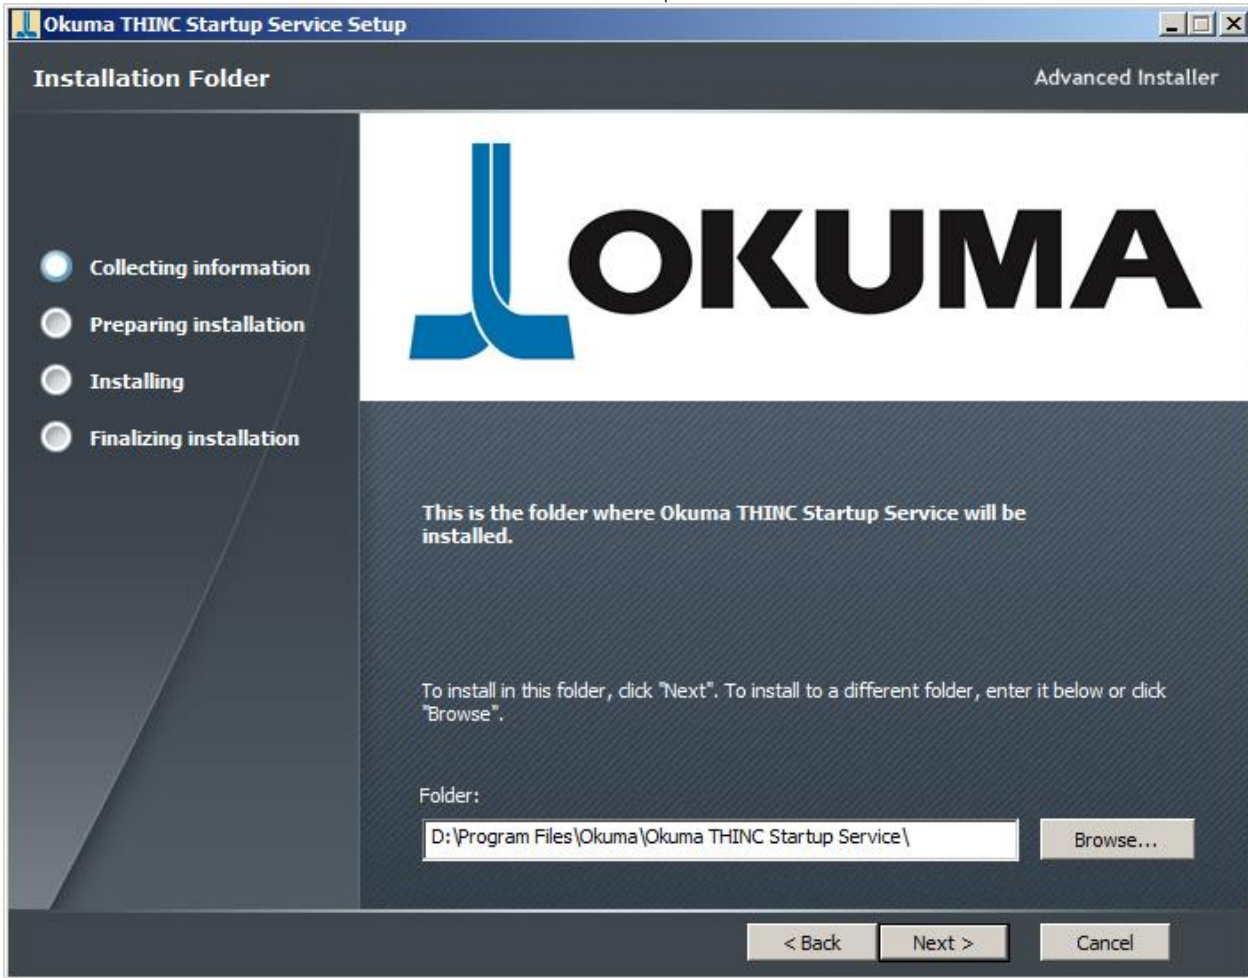 Okuma THINC Startup Service Setup
Installation Folder
Advanced Installer
Collecting information
Preparing installation
Installing
Finalizing installation
OKUMA
This is the folder where Okuma THINC Startup Service will be
installed.
To install in this folder, click "Next". To install to a different folder, enter it below or click
"Browse".
Folder:
D:\Program Files\Okuma\Okuma THINC Startup Service\
Browse...
< Back
Next >
Cancel